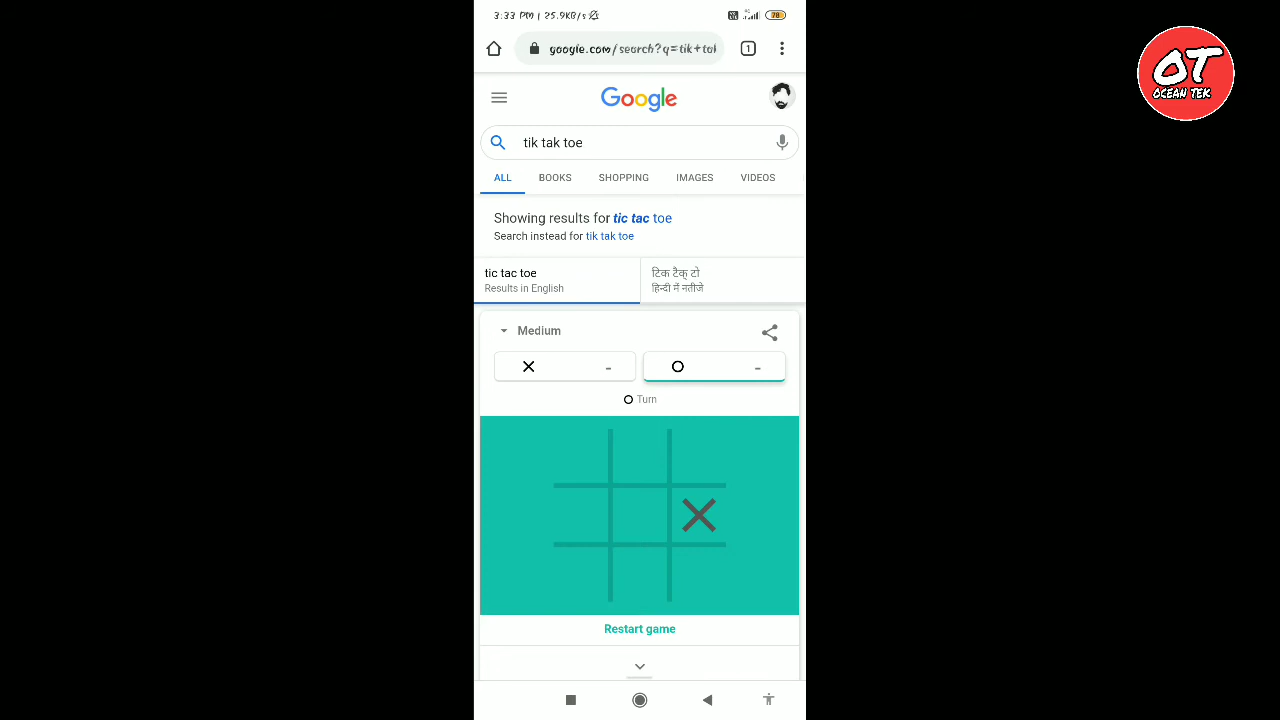 3:33 PM | 25.9KB/s
78
google.com/search?q=tik+tak
1
OT
OCEAN TEK
Google
tik tak toe
ALL BOOKS SHOPPING IMAGES VIDEOS
Showing results for tic tac toe
Search instead for tik tak toe
tic tac toe
Results in English
टिक टैक् टो
हिन्दी में नतीजे
Medium
X -
O -
O Turn
X
Restart game